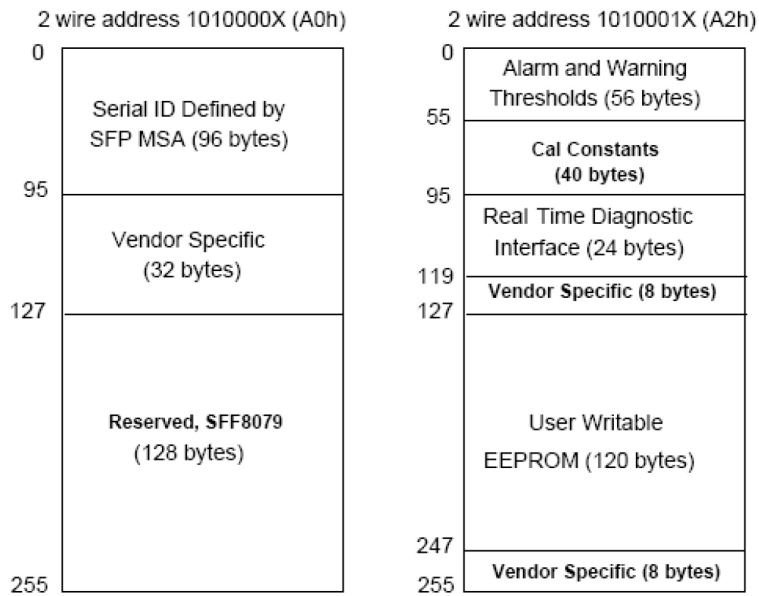 2 wire address 1010000X (A0h)
0
Serial ID Defined by
SFP MSA (96 bytes)
95
Vendor Specific
(32 bytes)
127
Reserved, SFF8079
(128 bytes)
255
2 wire address 1010001X (A2h)
0
Alarm and Warning
Thresholds (56 bytes)
55
Cal Constants
(40 bytes)
95
Real Time Diagnostic
Interface (24 bytes)
119
Vendor Specific (8 bytes)
127
User Writable
EEPROM (120 bytes)
247
Vendor Specific (8 bytes)
255